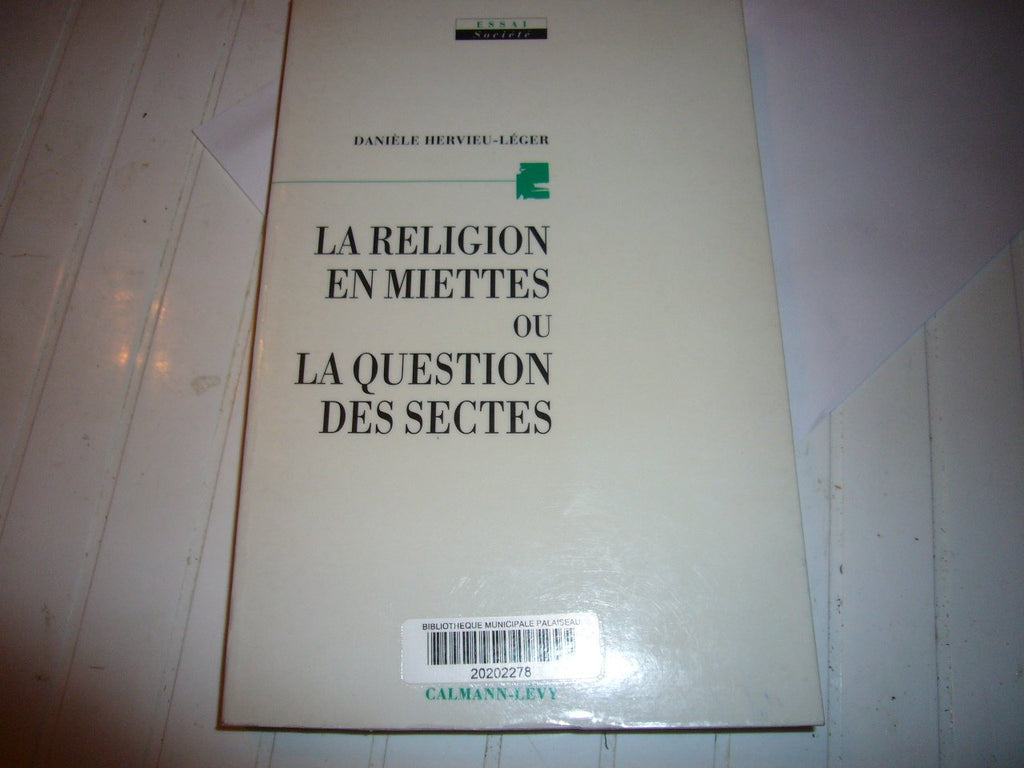 ESSAI
Société
DANIÈLE HERVIEU-LÉGER
LA RELIGION
EN MIETTES
OU
LA QUESTION
DES SECTES
BIBLIOTHEQUE MUNICIPALE PALAISEAU
20202278
CALMANN-LÉVY